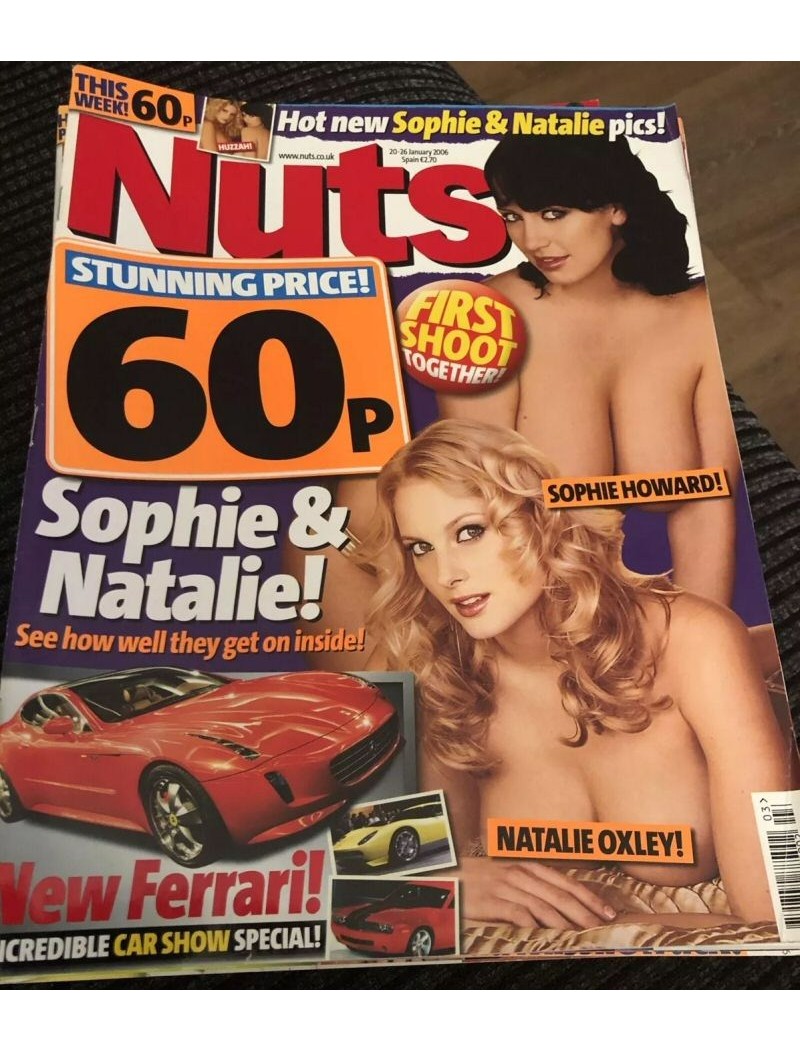 THIS
WEEK! 60P
HUZZAH!
Hot new Sophie & Natalie pics!
www.nuts.co.uk
20-26 January 2006
Spain €2.70
Nuts
STUNNING PRICE!
60P
FIRST
SHOOT
TOGETHER!
SOPHIE HOWARD!
Sophie &
Natalie!
See how well they get on inside!
NATALIE OXLEY!
03>
New Ferrari!
NCREDIBLE CAR SHOW SPECIAL!